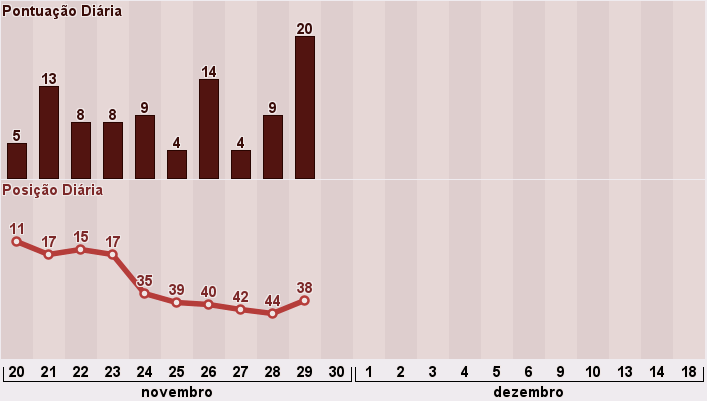 Pontuação Diária
5 13 8 8 9 4 14 4 9 20
Posição Diária
11 17 15 17 35 39 40 42 44 38
20 21 22 23 24 25 26 27 28 29 30 1 2 3 4 5 6 9 10 13 14 18
novembro dezembro